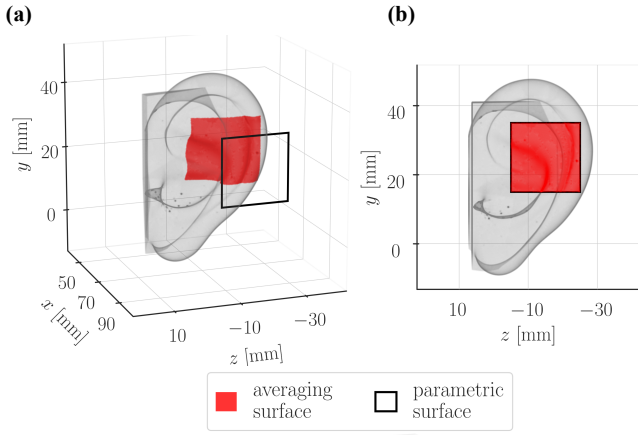 (a)
(b)
40
20
0
y [mm]
50
70
90
x [mm]
10
−10
−30
z [mm]
40
20
0
y [mm]
10
−10
−30
z [mm]
averaging
surface
parametric
surface